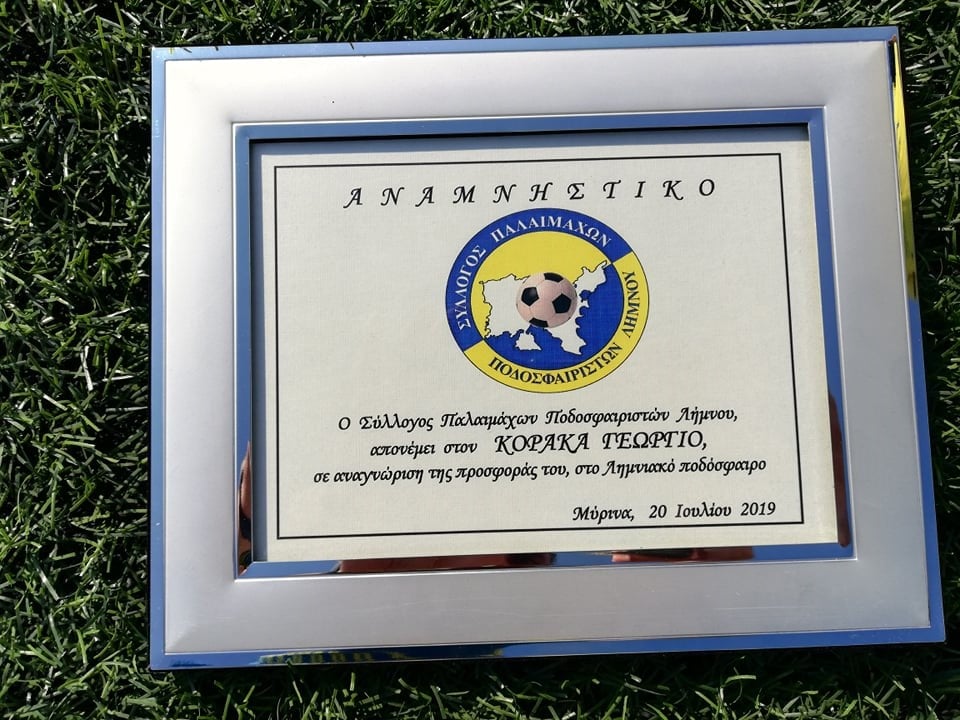 ΑΝΑΜΝΗΣΤΙΚΟ
ΣΥΛΛΟΓΟΣ ΠΑΛΑΙΜΑΧΩΝ
ΠΟΔΟΣΦΑΙΡΙΣΤΩΝ ΛΗΜΝΟΥ
Ο Σύλλογος Παλαιμάχων Ποδοσφαιριστών Λήμνου,
απονέμει στον ΚΟΡΑΚΑ ΓΕΩΡΓΙΟ,
σε αναγνώριση της προσφοράς του, στο Λημνιακό ποδόσφαιρο
Μύρινα, 20 Ιουλίου 2019